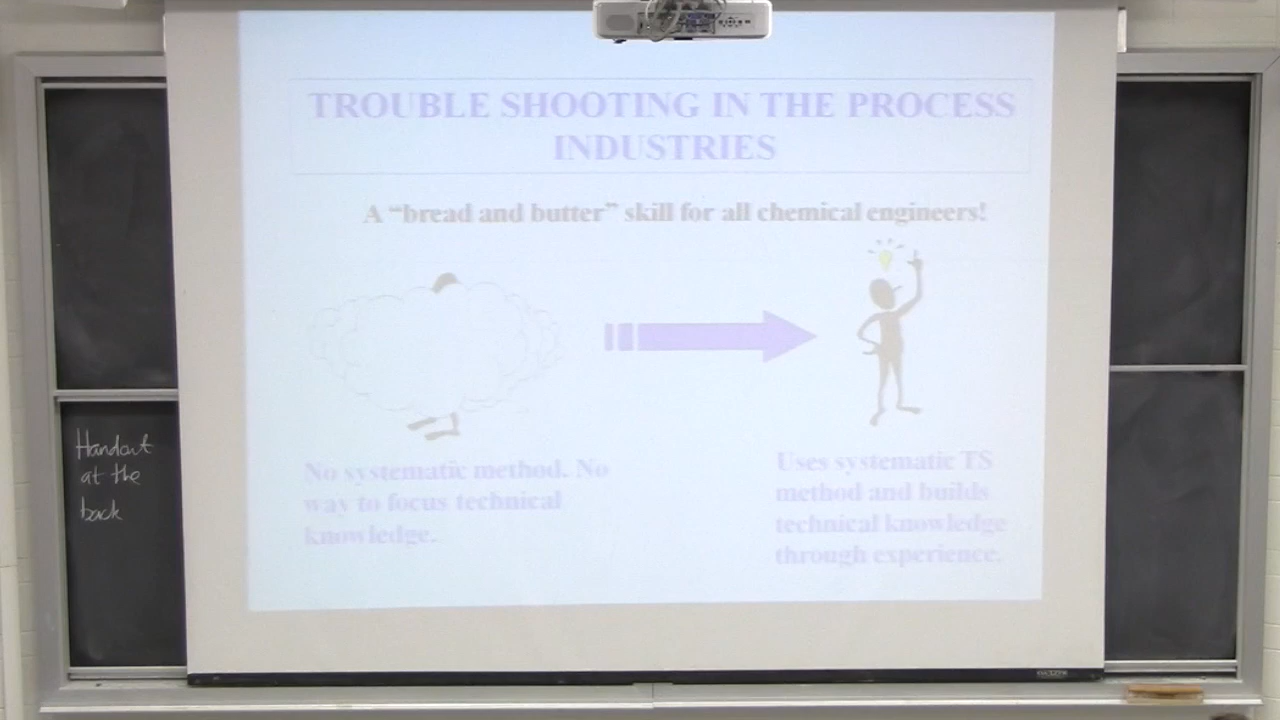 TROUBLE SHOOTING IN THE PROCESS
INDUSTRIES
A “bread and butter” skill for all chemical engineers!
No systematic method. No
way to focus technical
knowledge.
Uses systematic TS
method and builds
technical knowledge
through experience.
Handout
at the
back